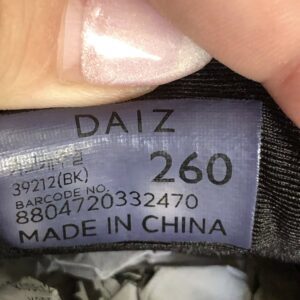 DAIZ
260
39212(BK)
BARCODE NO.
8804720332470
MADE IN CHINA